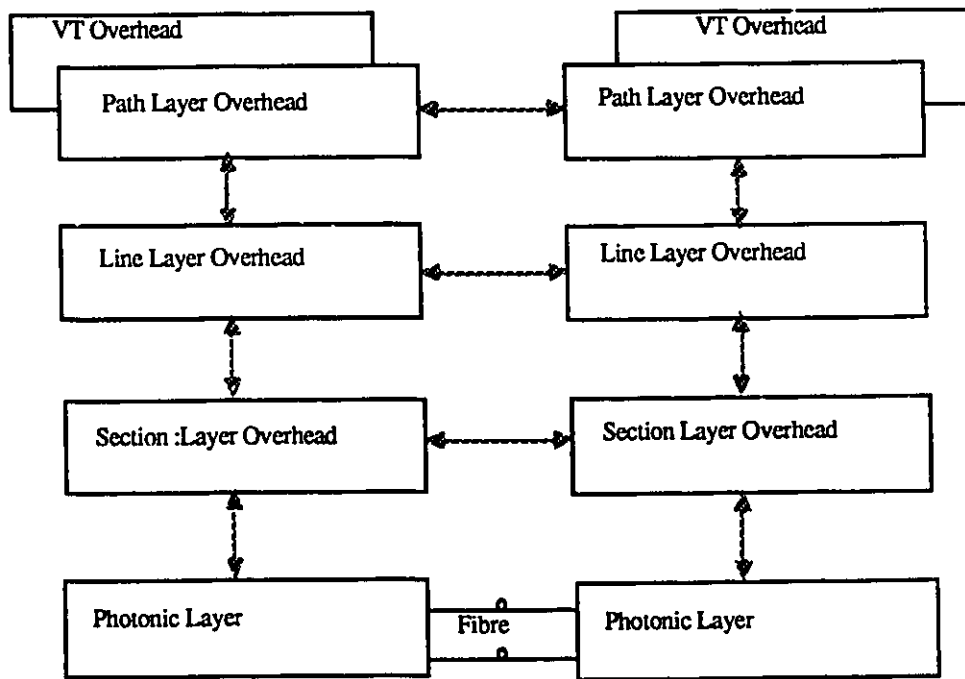 VT Overhead
VT Overhead
Path Layer Overhead
Path Layer Overhead
Line Layer Overhead
Line Layer Overhead
Section :Layer Overhead
Section Layer Overhead
Photonic Layer
Fibre
Photonic Layer